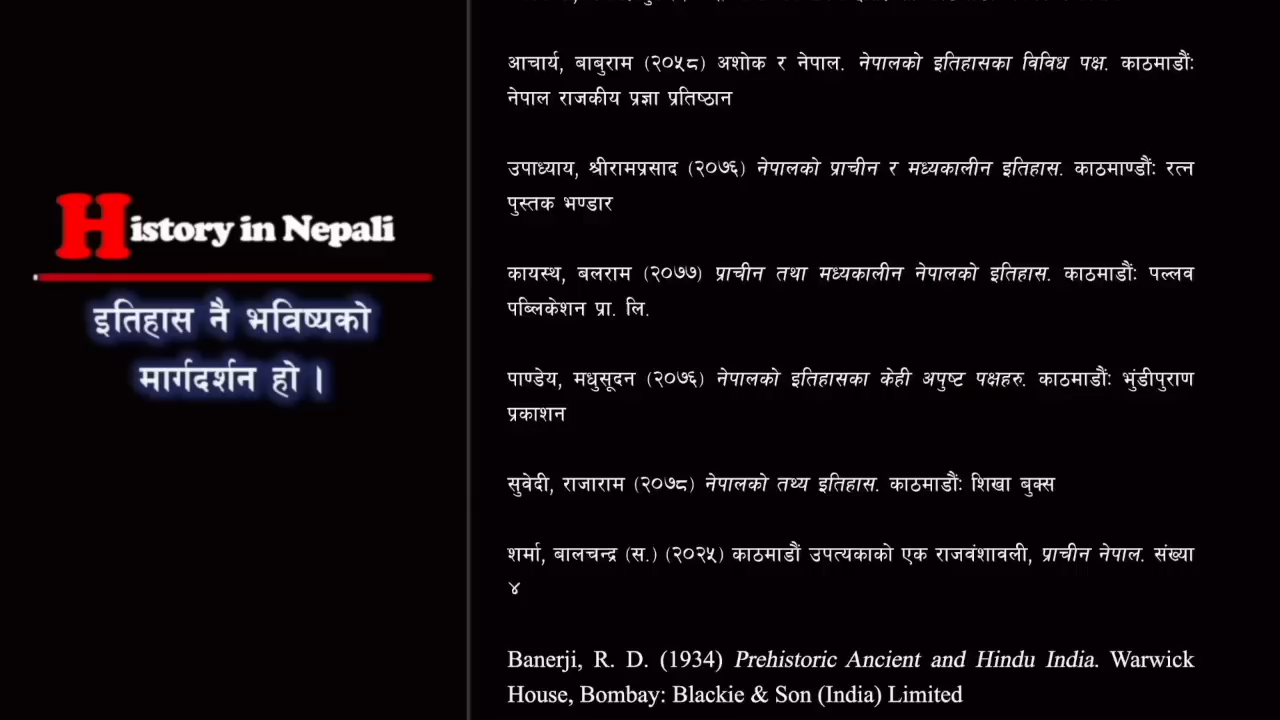 History in Nepali
इतिहास नै भविष्यको
मार्गदर्शन हो ।
आचार्य, बाबुराम (२०५८) अशोक र नेपाल. नेपालको इतिहासका विविध पक्ष. काठमाडौंः
नेपाल राजकीय प्रज्ञा प्रतिष्ठान
उपाध्याय, श्रीरामप्रसाद (२०७६) नेपालको प्राचीन र मध्यकालीन इतिहास. काठमाण्डौंः रत्न
पुस्तक भण्डार
कायस्थ, बलराम (२०७७) प्राचीन तथा मध्यकालीन नेपालको इतिहास. काठमाडौंः पल्लव
पब्लिकेशन प्रा. लि.
पाण्डेय, मधुसूदन (२०७६) नेपालको इतिहासका केही अपुष्ट पक्षहरु. काठमाडौंः भुंडीपुराण
प्रकाशन
सुवेदी, राजाराम (२०७८) नेपालको तथ्य इतिहास. काठमाडौंः शिखा बुक्स
शर्मा, बालचन्द्र (स.) (२०२५) काठमाडौं उपत्यकाको एक राजवंशावली, प्राचीन नेपाल. संख्या
४
Banerji, R. D. (1934) Prehistoric Ancient and Hindu India. Warwick
House, Bombay: Blackie & Son (India) Limited